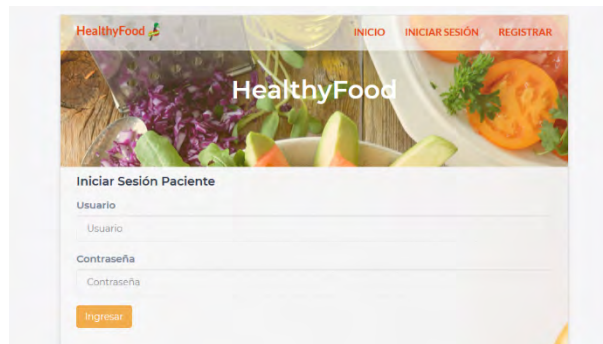 HealthyFood
INICIO INICIAR SESIÓN REGISTRAR
HealthyFood
Iniciar Sesión Paciente
Usuario
Usuario
Contraseña
Contraseña
Ingresar